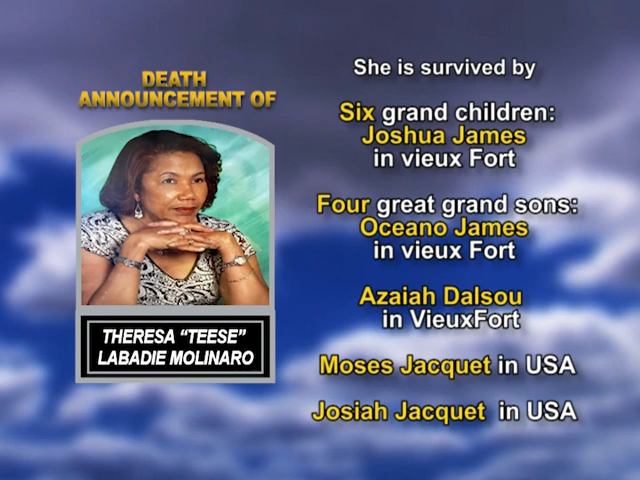 DEATH
ANNOUNCEMENT OF
THERESA “TEESE”
LABADIE MOLINARO
She is survived by
Six grand children:
Joshua James
in vieux Fort
Four great grand sons:
Oceano James
in vieux Fort
Azaiah Dalsou
in VieuxFort
Moses Jacquet in USA
Josiah Jacquet in USA